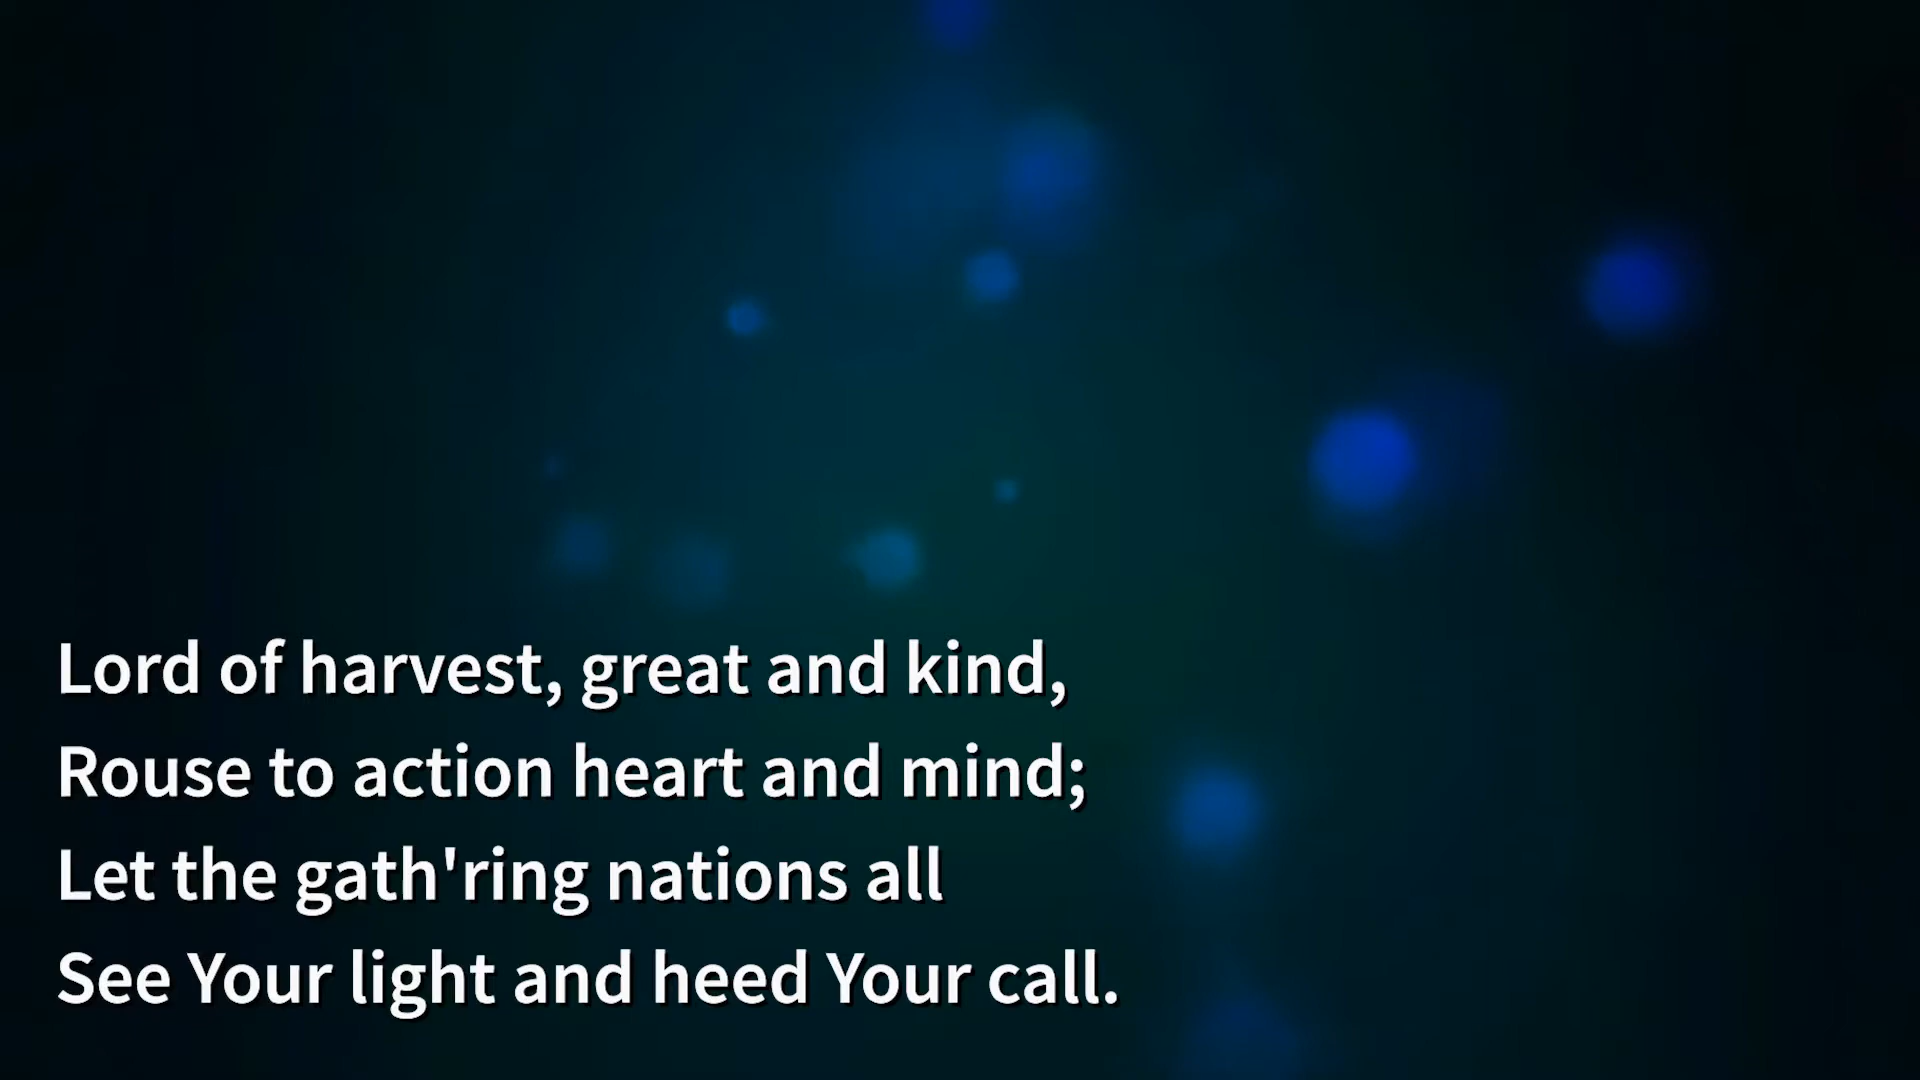 Lord of harvest, great and kind,
Rouse to action heart and mind;
Let the gath'ring nations all
See Your light and heed Your call.